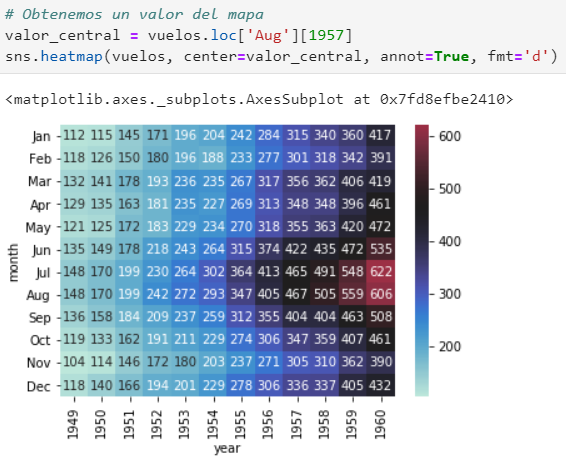 # Obtenemos un valor del mapa
valor_central = vuelos.loc['Aug'][1957]
sns.heatmap(vuelos, center=valor_central, annot=True, fmt='d')
<matplotlib.axes._subplots.AxesSubplot at 0x7fd8efbe2410>
Jan 112 115 145 171 196 204 242 284 315 340 360 417
Feb 118 126 150 180 196 188 233 277 301 318 342 391
Mar 132 141 178 193 236 235 267 317 356 362 406 419
Apr 129 135 163 181 235 227 269 313 348 348 396 461
May 121 125 172 183 229 234 270 318 355 363 420 472
Jun 135 149 178 218 243 264 315 374 422 435 472 535
Jul 148 170 199 230 264 302 364 413 465 491 548 622
Aug 148 170 199 242 272 293 347 405 467 505 559 606
Sep 136 158 184 209 237 259 312 355 404 404 463 508
Oct 119 133 162 191 211 229 274 306 347 359 407 461
Nov 104 114 146 172 180 203 237 271 305 310 362 390
Dec 118 140 166 194 201 229 278 306 336 337 405 432
month
1949 1950 1951 1952 1953 1954 1955 1956 1957 1958 1959 1960
year
600
500
400
300
200